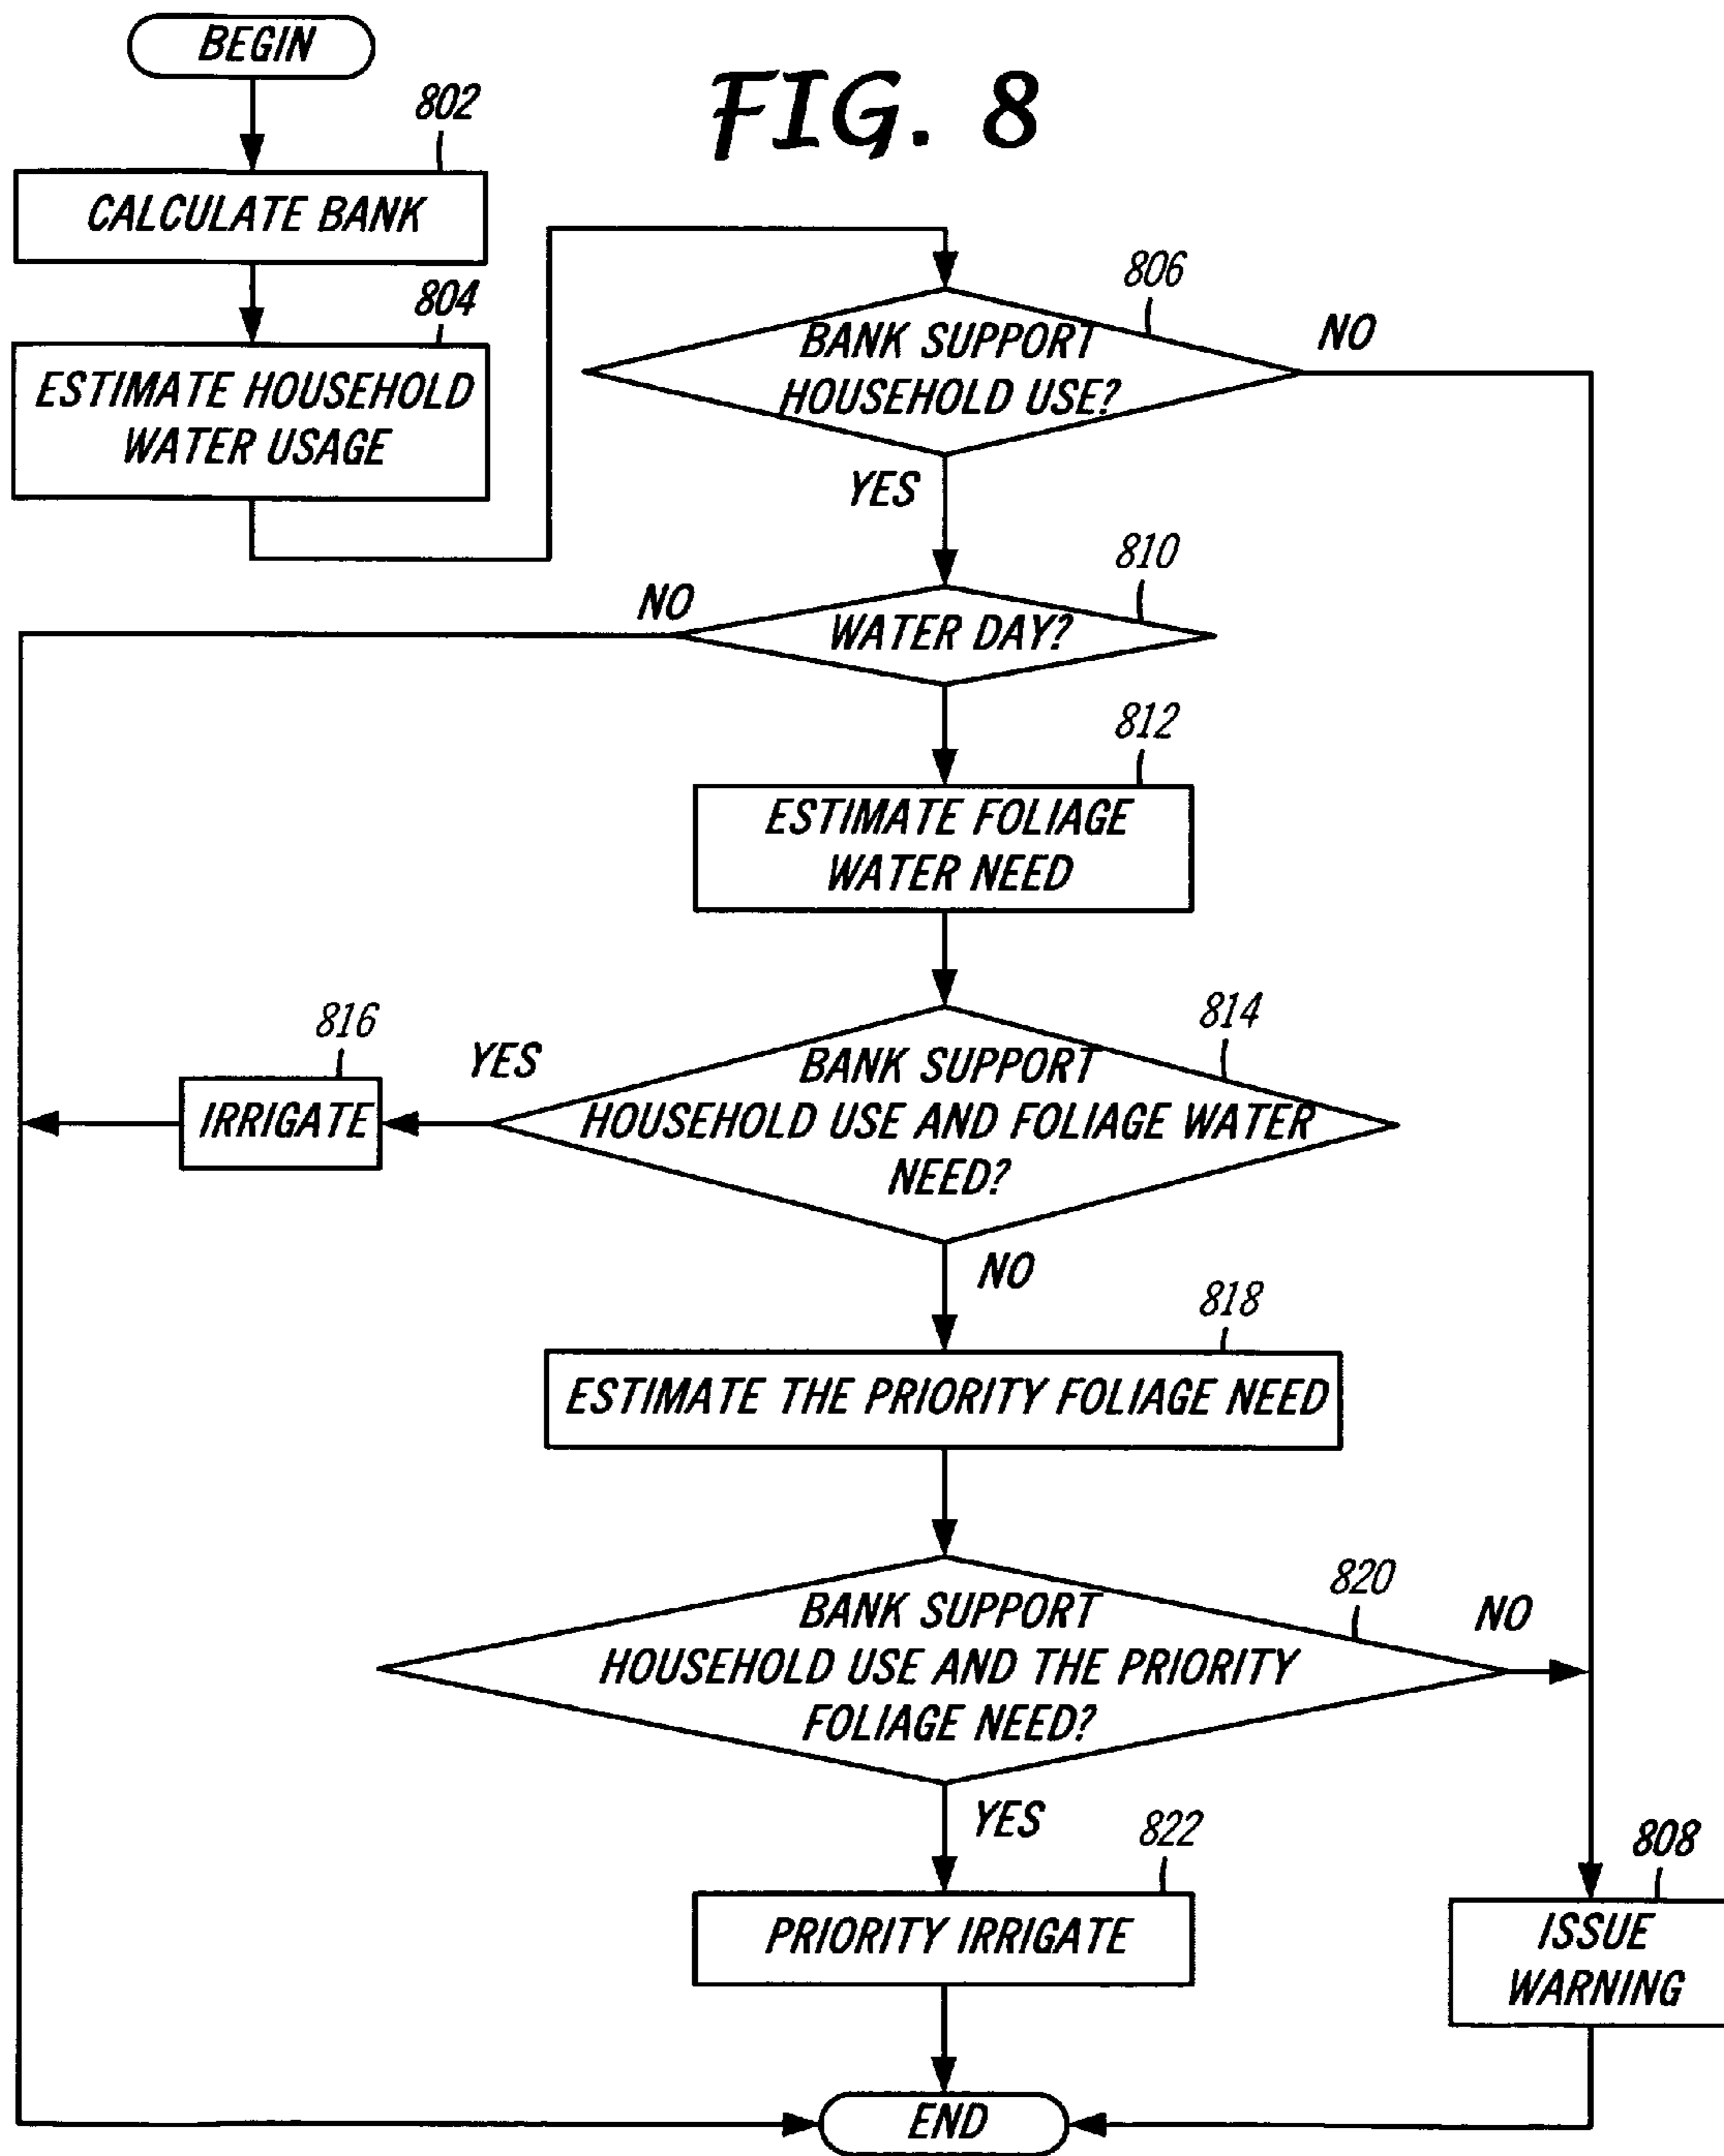 BEGIN
FIG. 8
802
CALCULATE BANK
804
ESTIMATE HOUSEHOLD
WATER USAGE
806
BANK SUPPORT
HOUSEHOLD USE?
NO
YES
810
NO
WATER DAY?
812
ESTIMATE FOLIAGE
WATER NEED
814
816
YES
BANK SUPPORT
HOUSEHOLD USE AND FOLIAGE WATER
NEED?
IRRIGATE
NO
818
ESTIMATE THE PRIORITY FOLIAGE NEED
820
NO
BANK SUPPORT
HOUSEHOLD USE AND THE PRIORITY
FOLIAGE NEED?
YES
822
PRIORITY IRRIGATE
808
ISSUE
WARNING
END